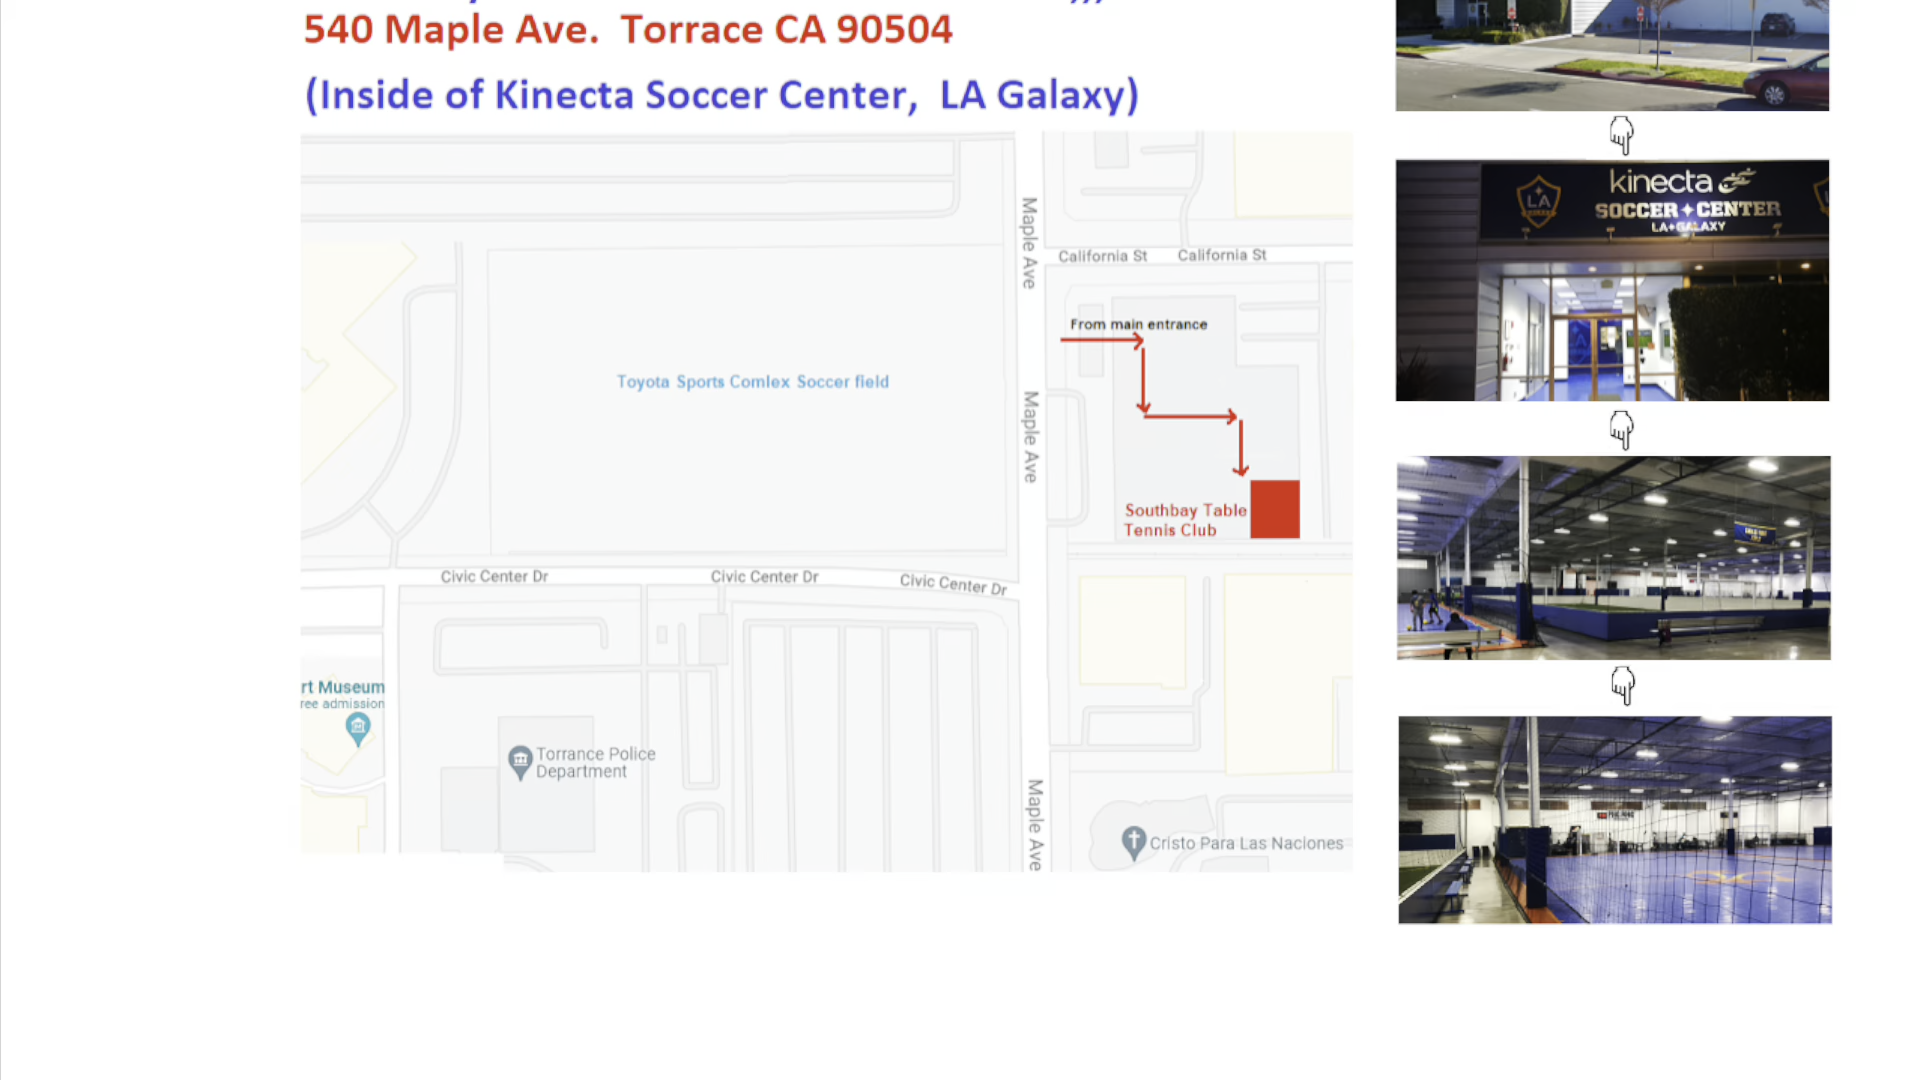 540 Maple Ave.  Torrace CA 90504
(Inside of Kinecta Soccer Center,  LA Galaxy)
Maple Ave
California St
California St
From main entrance
Toyota Sports Comlex Soccer field
Maple Ave
Southbay Table
Tennis Club
Civic Center Dr
Civic Center Dr
Civic Center Dr
rt Museum
ree admission
Torrance Police
Department
Maple Ave
Cristo Para Las Naciones
kinecta
LA
SOCCER CENTER
LA GALAXY